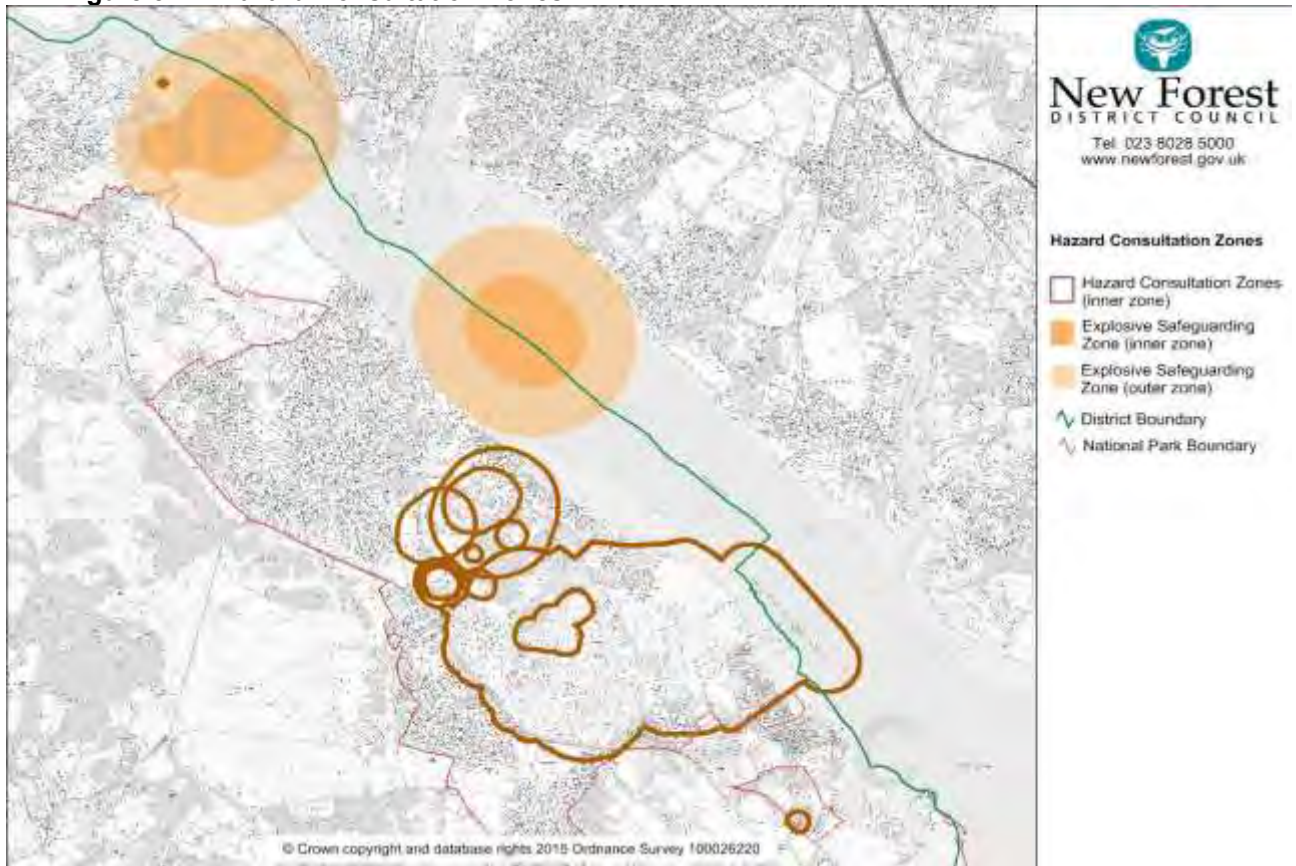 New Forest
DISTRICT COUNCIL
Tel 023 8028 5000
www.newforest.gov.uk
Hazard Consultation Zones
Hazard Consultation Zones
(inner zone)
Explosive Safeguarding
Zone (inner zone)
Explosive Safeguarding
Zone (outer zone)
District Boundary
National Park Boundary
© Crown copyright and database rights 2015 Ordnance Survey 100026220